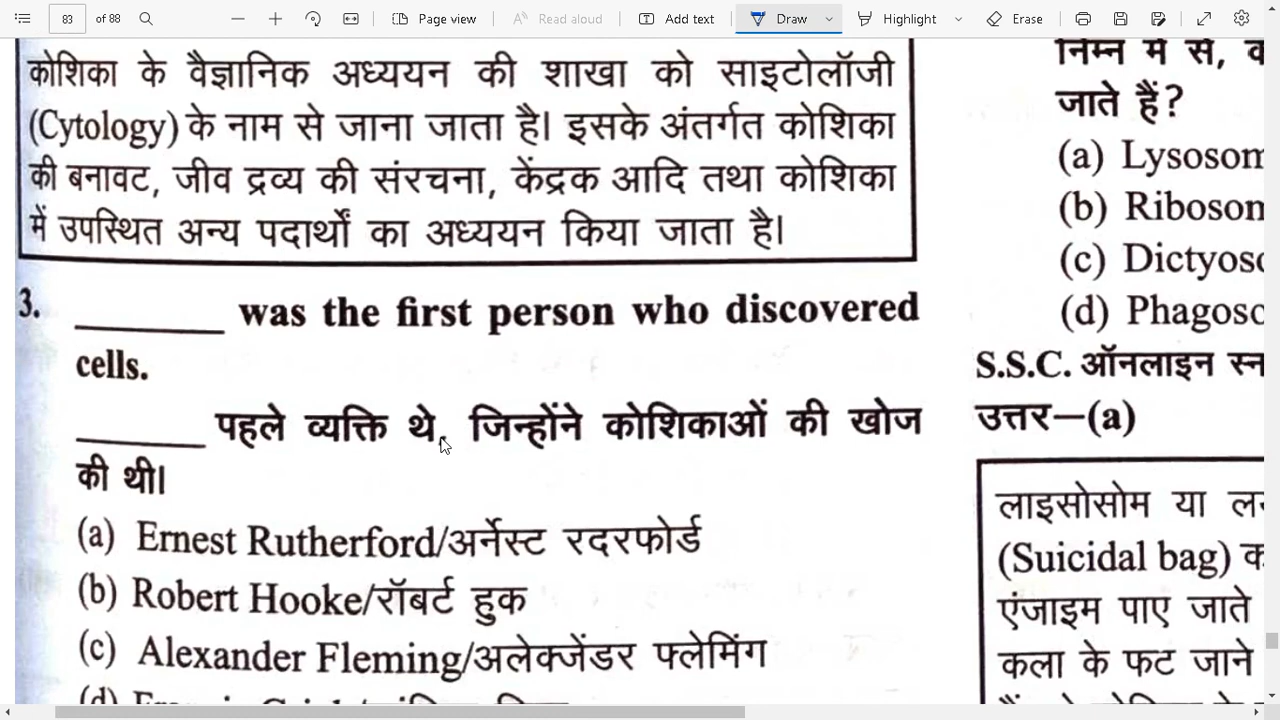 83 of 88 Page view Read aloud Add text Draw Highlight Erase
कोशिका के वैज्ञानिक अध्ययन की शाखा को साइटोलॉजी
(Cytology) के नाम से जाना जाता है। इसके अंतर्गत कोशिका
की बनावट, जीव द्रव्य की संरचना, केंद्रक आदि तथा कोशिका
में उपस्थित अन्य पदार्थों का अध्ययन किया जाता है।
3. ________ was the first person who discovered
cells.
________ पहले व्यक्ति थे, जिन्होंने कोशिकाओं की खोज
की थी।
(a) Ernest Rutherford/अर्नेस्ट रदरफोर्ड
(b) Robert Hooke/रॉबर्ट हुक
(c) Alexander Fleming/अलेक्जेंडर फ्लेमिंग
(d)
निम्न में से,
जाते हैं?
(a) Lysosom
(b) Ribosom
(c) Dictyoso
(d) Phagoso
S.S.C. ऑनलाइन स्न
उत्तर—(a)
लाइसोसोम या
(Suicidal bag)
एंजाइम पाए जाते
कला के फट जाने